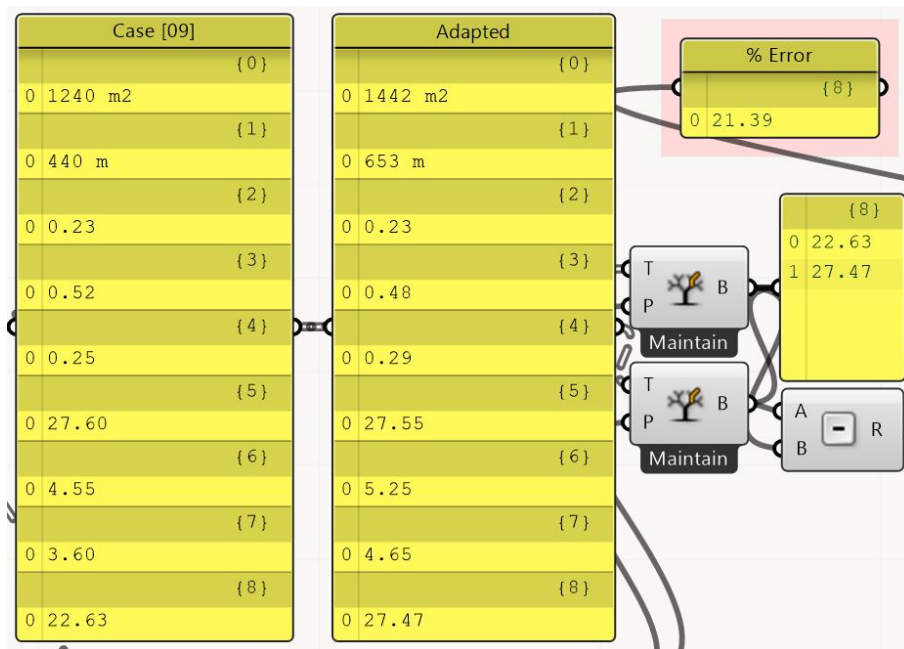 Case [09]
{0}
0 1240 m2
{1}
0 440 m
{2}
0 0.23
{3}
0 0.52
{4}
0 0.25
{5}
0 27.60
{6}
0 4.55
{7}
0 3.60
{8}
0 22.63
Adapted
{0}
0 1442 m2
{1}
0 653 m
{2}
0 0.23
{3}
0 0.48
{4}
0 0.29
{5}
0 27.55
{6}
0 5.25
{7}
0 4.65
{8}
0 27.47
% Error
{8}
0 21.39
T B
P
Maintain
T B
P
Maintain
{8}
0 22.63
1 27.47
A R
B